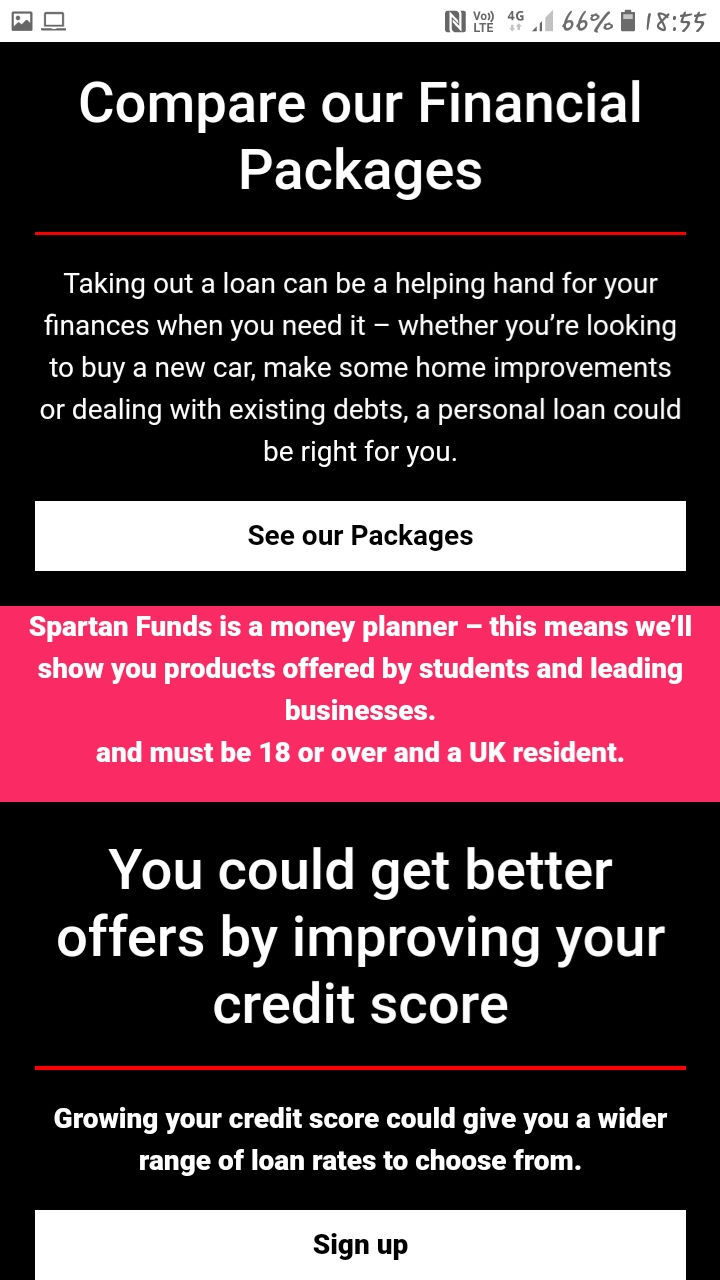 Vo))
LTE
4G
66%
18:55
Compare our Financial
Packages
Taking out a loan can be a helping hand for your
finances when you need it – whether you’re looking
to buy a new car, make some home improvements
or dealing with existing debts, a personal loan could
be right for you.
See our Packages
Spartan Funds is a money planner – this means we’ll
show you products offered by students and leading
businesses.
and must be 18 or over and a UK resident.
You could get better
offers by improving your
credit score
Growing your credit score could give you a wider
range of loan rates to choose from.
Sign up